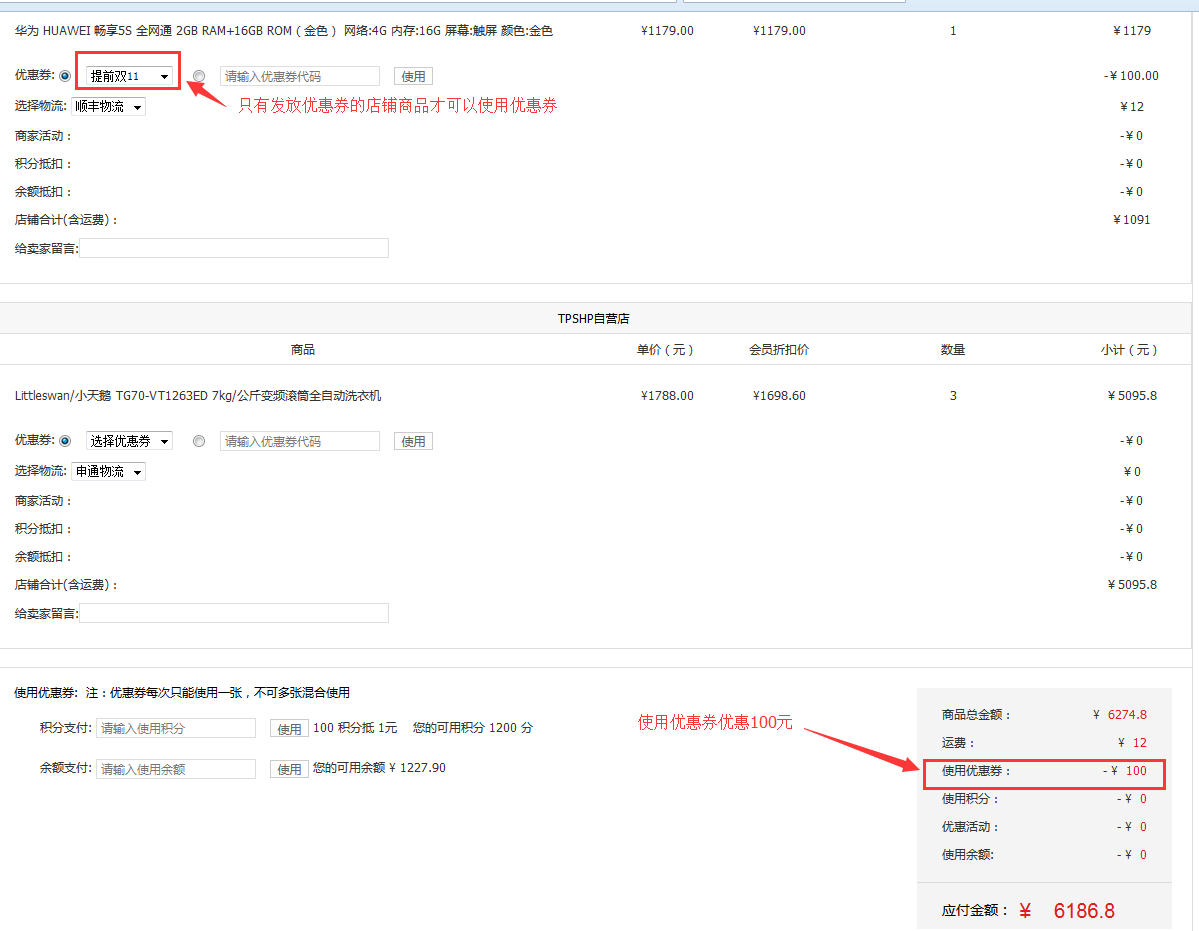 华为 HUAWEI 畅享5S 全网通 2GB RAM+16GB ROM（金色） 网络:4G 内存:16G 屏幕:触屏 颜色:金色 ¥1179.00 ¥1179.00 1 ¥1179
优惠券: 提前双11 请输入优惠券代码 使用 -¥100.00
只有发放优惠券的店铺商品才可以使用优惠券
选择物流: 顺丰物流 ¥12
商家活动： -¥0
积分抵扣： -¥0
余额抵扣： -¥0
店铺合计(含运费)： ¥1091
给卖家留言:
TPSHP自营店
商品 单价（元） 会员折扣价 数量 小计（元）
Littleswan/小天鹅 TG70-VT1263ED 7kg/公斤变频滚筒全自动洗衣机 ¥1788.00 ¥1698.60 3 ¥5095.8
优惠券: 选择优惠券 请输入优惠券代码 使用 -¥0
选择物流: 申通物流 ¥0
商家活动： -¥0
积分抵扣： -¥0
余额抵扣： -¥0
店铺合计(含运费)： ¥5095.8
给卖家留言:
使用优惠券: 注：优惠券每次只能使用一张，不可多张混合使用
积分支付: 请输入使用积分 使用 100 积分抵 1元 您的可用积分 1200 分
余额支付: 请输入使用余额 使用 您的可用余额 ¥ 1227.90
使用优惠券优惠100元
商品总金额： ¥ 6274.8
运费： ¥ 12
使用优惠券： -¥ 100
使用积分： -¥ 0
优惠活动： -¥ 0
使用余额: -¥ 0
应付金额： ¥ 6186.8